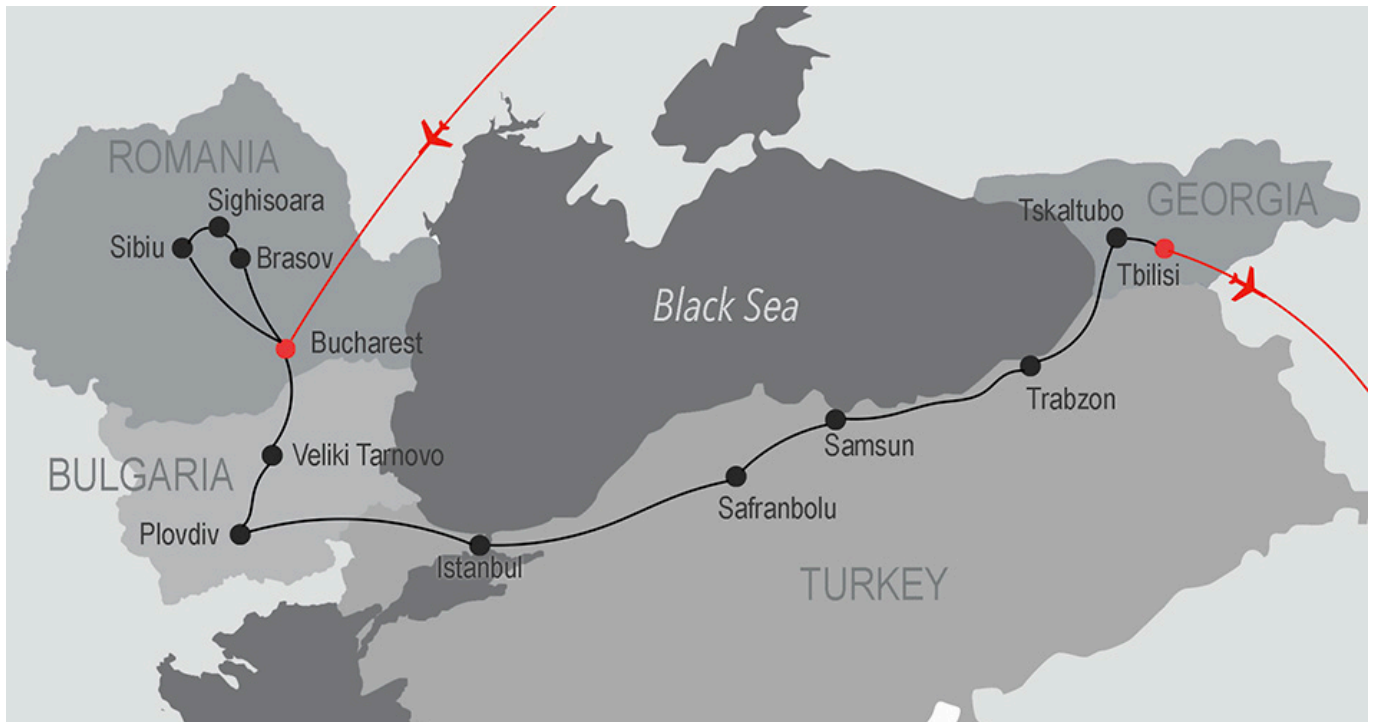 ROMANIA
Sighisoara
Sibiu
Brasov
Bucharest
BULGARIA
Veliki Tarnovo
Plovdiv
Istanbul
Black Sea
Safranbolu
Samsun
Trabzon
TURKEY
Tskaltubo
GEORGIA
Tbilisi